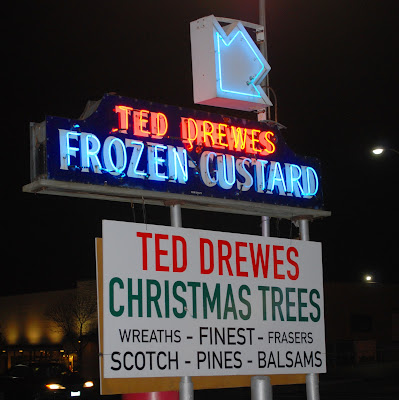 TED DREWES
FROZEN CUSTARD
TED DREWES
CHRISTMAS TREES
WREATHS - FINEST - FRASERS
SCOTCH - PINES - BALSAMS